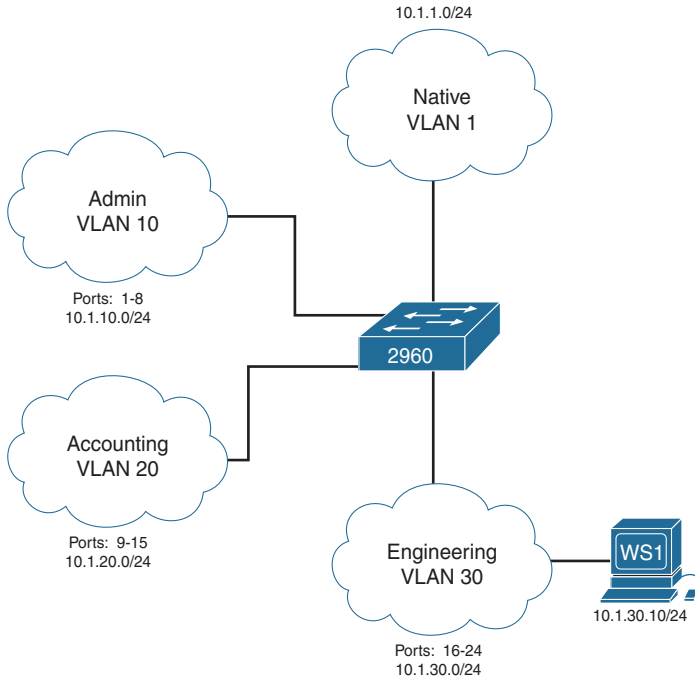 10.1.1.0/24
Native
VLAN 1
Admin
VLAN 10
Ports: 1-8
10.1.10.0/24
2960
Accounting
VLAN 20
Ports: 9-15
10.1.20.0/24
Engineering
VLAN 30
WS1
10.1.30.10/24
Ports: 16-24
10.1.30.0/24